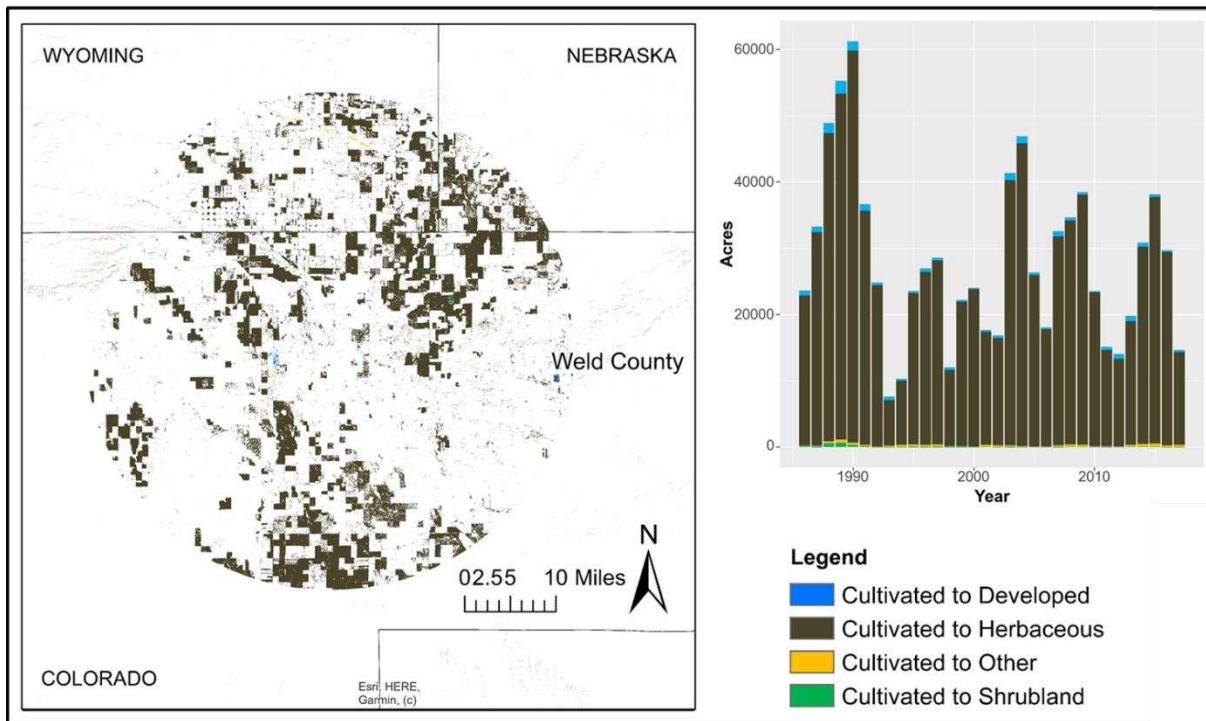 WYOMING
NEBRASKA
Weld County
N
02.55 10 Miles
COLORADO
Esri, HERE,
Garmin, (c)
60000
40000
20000
0
Acres
1990 2000 2010
Year
Legend
Cultivated to Developed
Cultivated to Herbaceous
Cultivated to Other
Cultivated to Shrubland